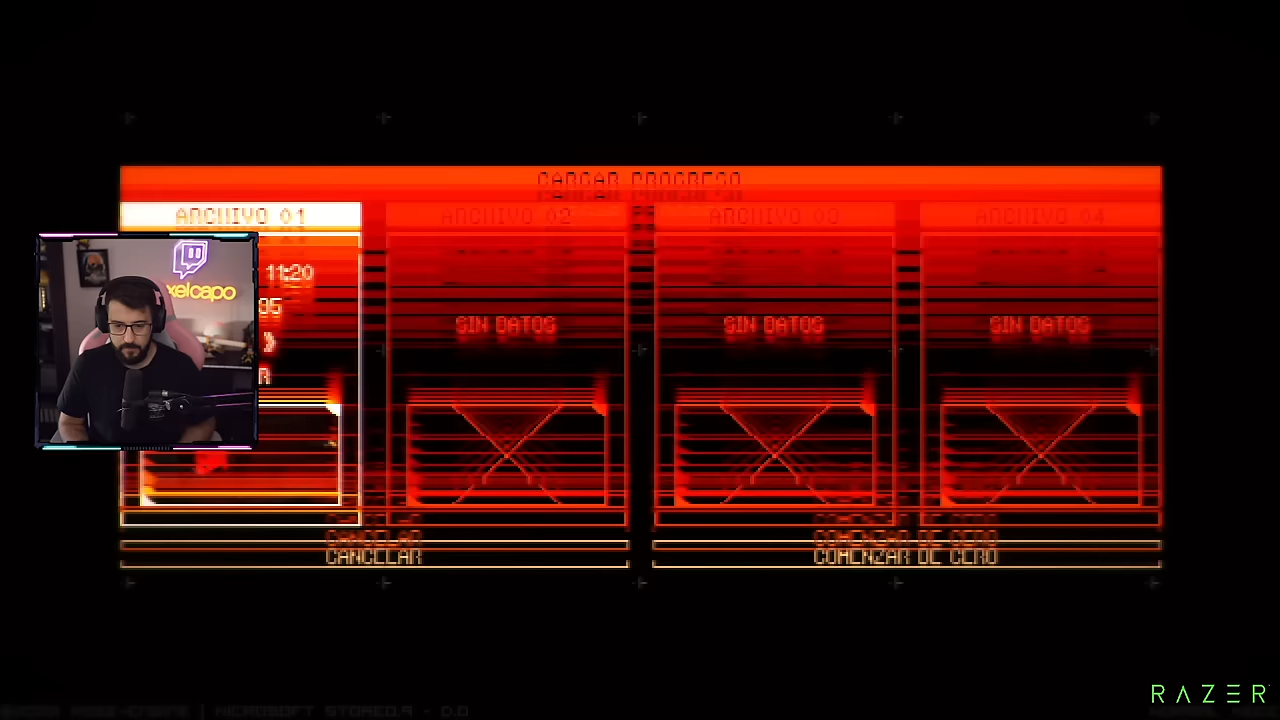 CARGAR PROGRESO
ARCHIVO 01
ARCHIVO 02
ARCHIVO 03
ARCHIVO 04
xelcapo
11:20
SIN DATOS
SIN DATOS
SIN DATOS
CANCELAR
COMENZAR DE CERO
RAZER